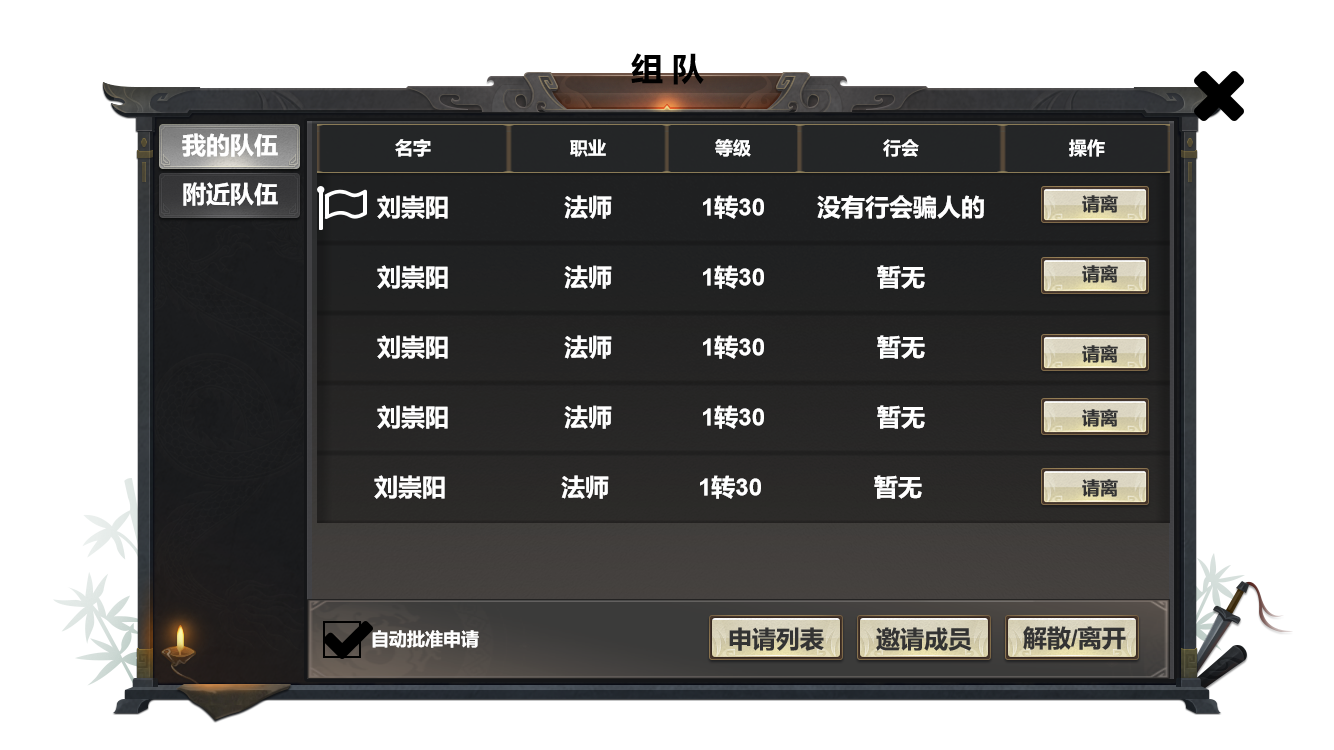 组 队
我的队伍
附近队伍
名字 职业 等级 行会 操作
刘崇阳 法师 1转30 没有行会骗人的 请离
刘崇阳 法师 1转30 暂无 请离
刘崇阳 法师 1转30 暂无 请离
刘崇阳 法师 1转30 暂无 请离
刘崇阳 法师 1转30 暂无 请离
自动批准申请 申请列表 邀请成员 解散/离开